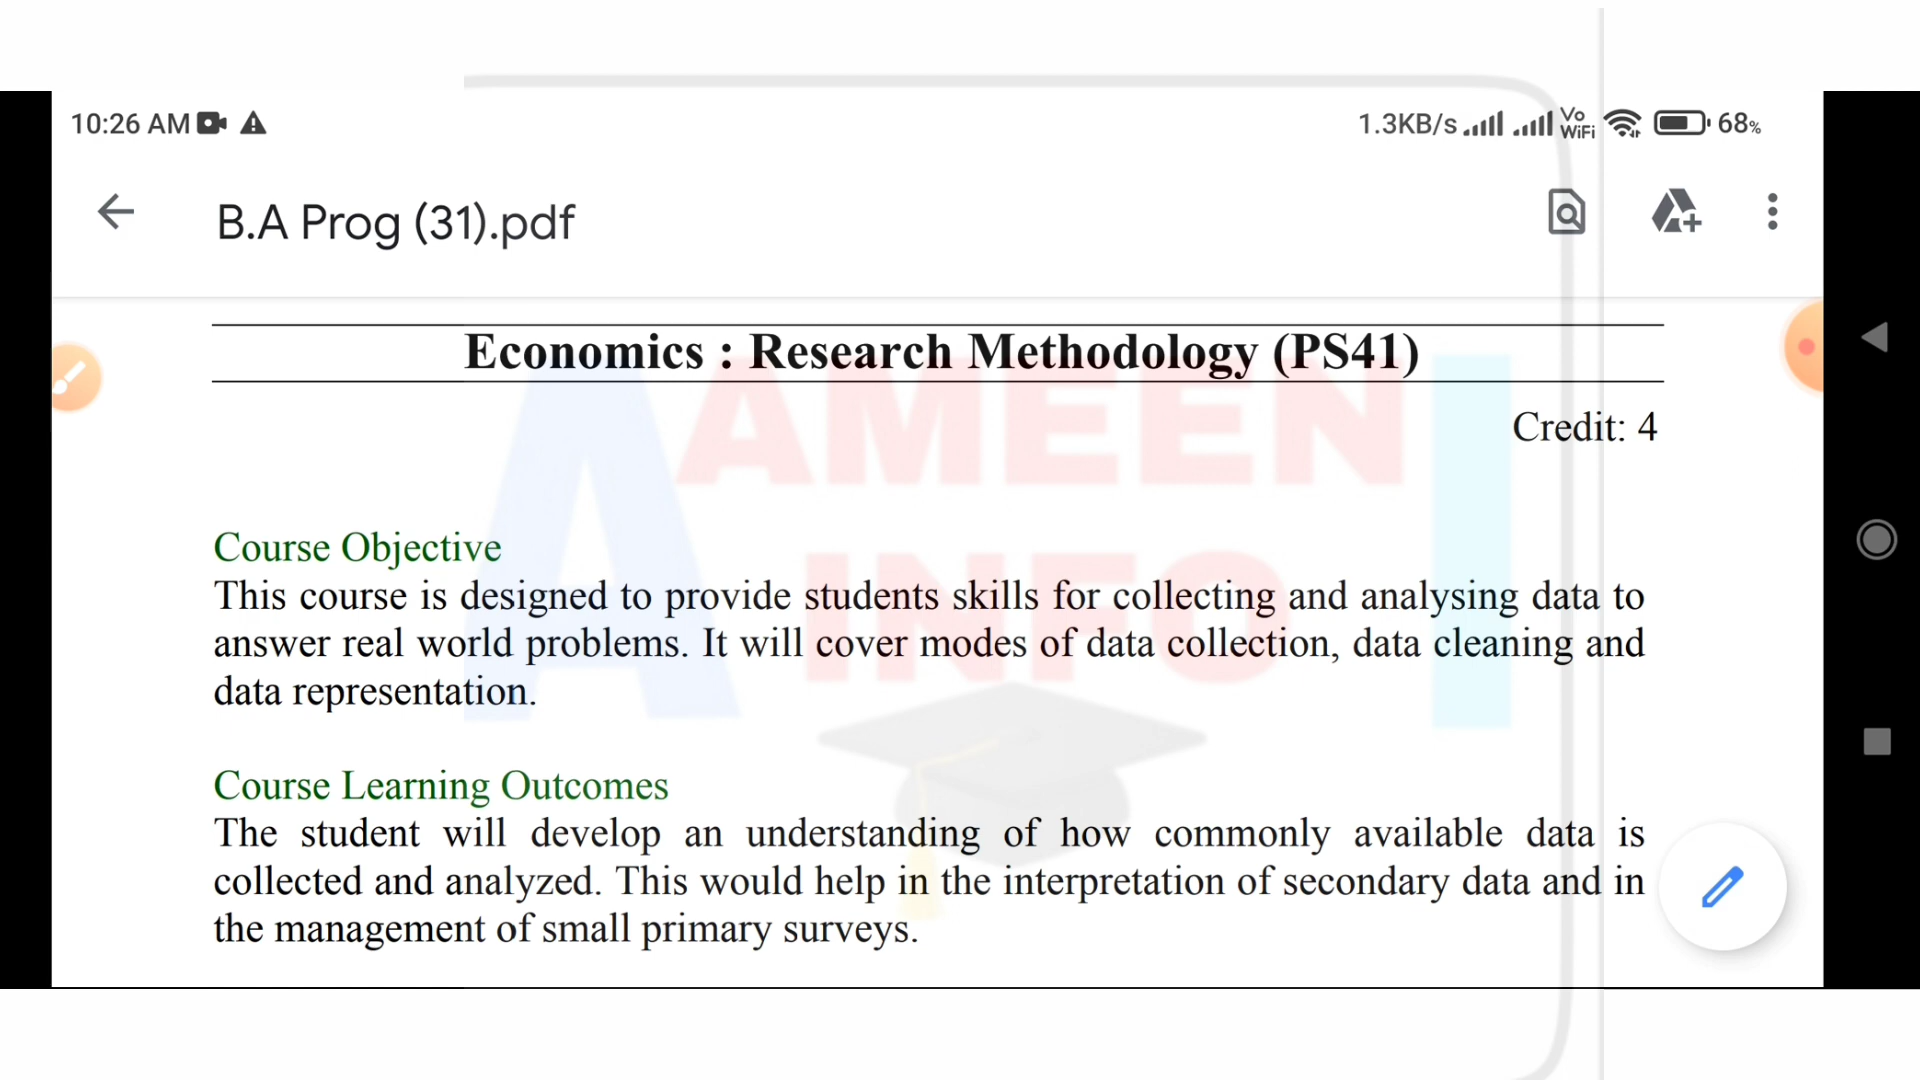 10:26 AM
1.3KB/s Vo WiFi 68%
B.A Prog (31).pdf
Economics : Research Methodology (PS41)
Credit: 4
AMEEN
INFO
A I
Course Objective
This course is designed to provide students skills for collecting and analysing data to
answer real world problems. It will cover modes of data collection, data cleaning and
data representation.
Course Learning Outcomes
The student will develop an understanding of how commonly available data is
collected and analyzed. This would help in the interpretation of secondary data and in
the management of small primary surveys.